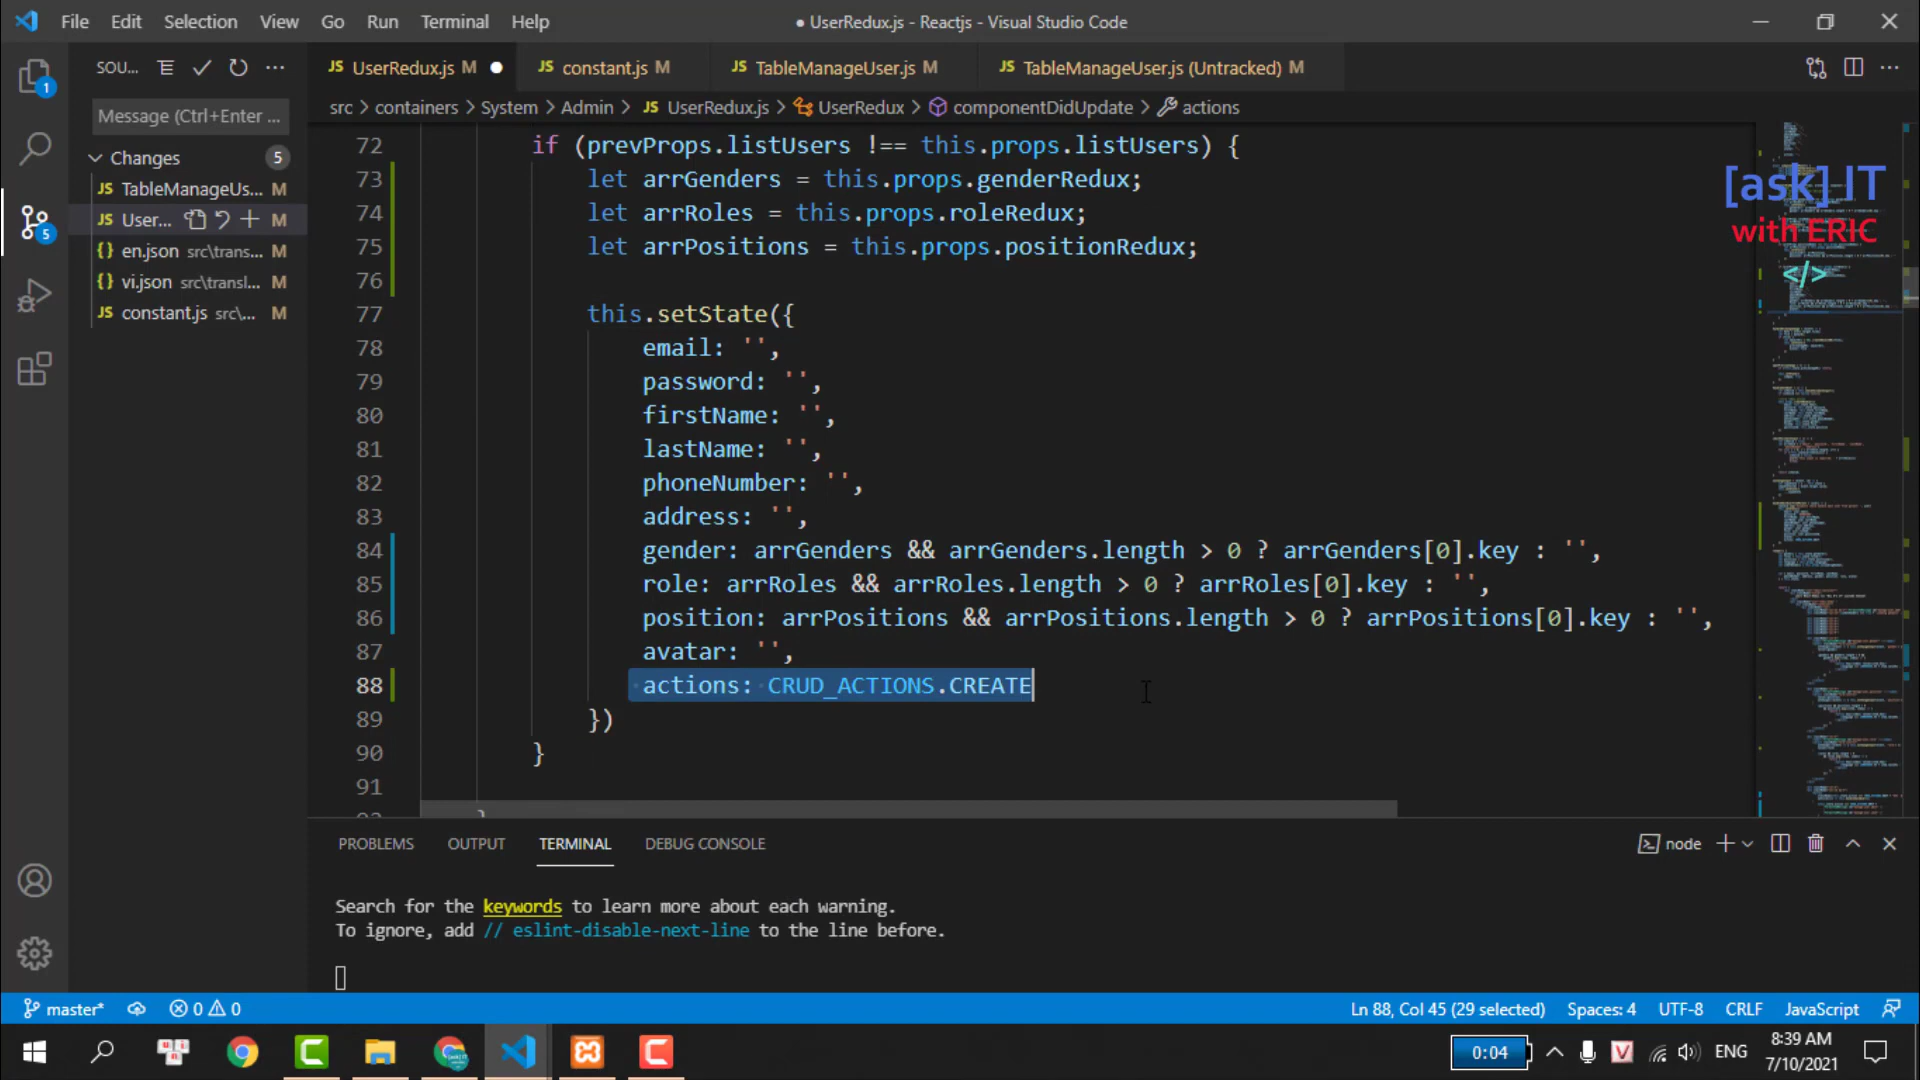 File Edit Selection View Go Run Terminal Help
● UserRedux.js - Reactjs - Visual Studio Code
SOU...
JS UserRedux.js M
JS constant.js M
JS TableManageUser.js M
JS TableManageUser.js (Untracked) M
src > containers > System > Admin > JS UserRedux.js > UserRedux > componentDidUpdate > actions
1
5
Message (Ctrl+Enter ...
Changes 5
JS TableManageUs... M
JS User... M
{} en.json src\trans... M
{} vi.json src\transl... M
JS constant.js src\... M
72 if (prevProps.listUsers !== this.props.listUsers) {
73 let arrGenders = this.props.genderRedux;
74 let arrRoles = this.props.roleRedux;
75 let arrPositions = this.props.positionRedux;
76
77 this.setState({
78 email: '',
79 password: '',
80 firstName: '',
81 lastName: '',
82 phoneNumber: '',
83 address: '',
84 gender: arrGenders && arrGenders.length > 0 ? arrGenders[0].key : '',
85 role: arrRoles && arrRoles.length > 0 ? arrRoles[0].key : '',
86 position: arrPositions && arrPositions.length > 0 ? arrPositions[0].key : '',
87 avatar: '',
88 actions: CRUD_ACTIONS.CREATE
89 })
90 }
91
[ask] IT
with ERIC
</>
PROBLEMS OUTPUT TERMINAL DEBUG CONSOLE
node
Search for the keywords to learn more about each warning.
To ignore, add // eslint-disable-next-line to the line before.
master* 0 0
Ln 88, Col 45 (29 selected) Spaces: 4 UTF-8 CRLF JavaScript
0:04
ENG
8:39 AM
7/10/2021